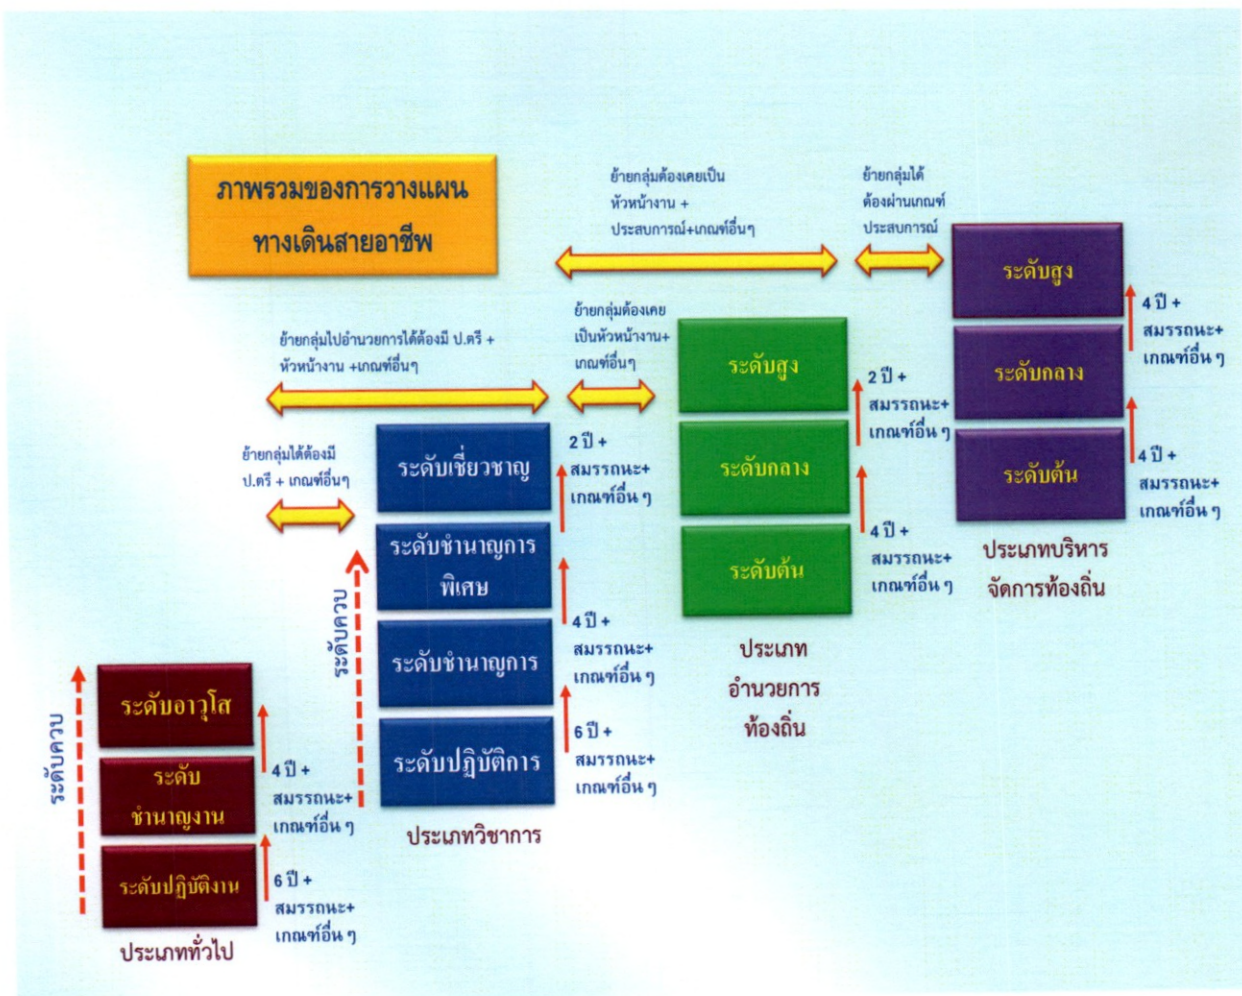 ภาพรวมของการวางแผน
ทางเดินสายอาชีพ
ย้ายกลุ่มต้องเคยเป็น
หัวหน้างาน +
ประสบการณ์+เกณฑ์อื่นๆ
ย้ายกลุ่มได้
ต้องผ่านเกณฑ์
ประสบการณ์
ย้ายกลุ่มไปอำนวยการได้ต้องมี ป.ตรี +
หัวหน้างาน +เกณฑ์อื่นๆ
ย้ายกลุ่มต้องเคย
เป็นหัวหน้างาน+
เกณฑ์อื่นๆ
ย้ายกลุ่มได้ต้องมี
ป.ตรี + เกณฑ์อื่นๆ
ระดับควบ
ระดับอาวุโส
ระดับ
ชำนาญงาน
ระดับปฏิบัติงาน
4 ปี +
สมรรถนะ+
เกณฑ์อื่น ๆ
6 ปี +
สมรรถนะ+
เกณฑ์อื่น ๆ
ประเภททั่วไป
ระดับควบ
ระดับเชี่ยวชาญ
ระดับชำนาญการ
พิเศษ
ระดับชำนาญการ
ระดับปฏิบัติการ
2 ปี +
สมรรถนะ+
เกณฑ์อื่น ๆ
4 ปี +
สมรรถนะ+
เกณฑ์อื่น ๆ
6 ปี +
สมรรถนะ+
เกณฑ์อื่น ๆ
ประเภทวิชาการ
ระดับสูง
ระดับกลาง
ระดับต้น
2 ปี +
สมรรถนะ+
เกณฑ์อื่น ๆ
4 ปี +
สมรรถนะ+
เกณฑ์อื่น ๆ
ประเภท
อำนวยการ
ท้องถิ่น
ระดับสูง
ระดับกลาง
ระดับต้น
4 ปี +
สมรรถนะ+
เกณฑ์อื่น ๆ
4 ปี +
สมรรถนะ+
เกณฑ์อื่น ๆ
ประเภทบริหาร
จัดการท้องถิ่น